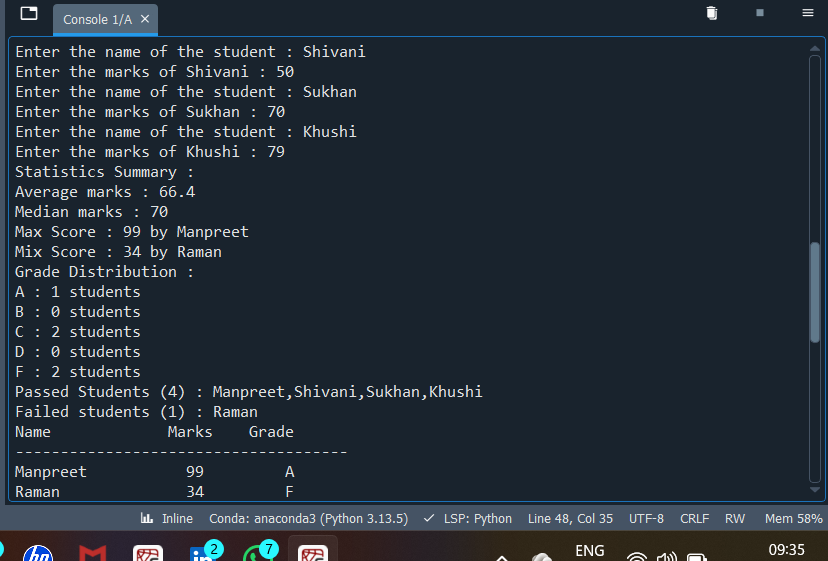 Console 1/A ×
Enter the name of the student : Shivani
Enter the marks of Shivani : 50
Enter the name of the student : Sukhan
Enter the marks of Sukhan : 70
Enter the name of the student : Khushi
Enter the marks of Khushi : 79
Statistics Summary :
Average marks : 66.4
Median marks : 70
Max Score : 99 by Manpreet
Mix Score : 34 by Raman
Grade Distribution :
A : 1 students
B : 0 students
C : 2 students
D : 0 students
F : 2 students
Passed Students (4) : Manpreet,Shivani,Sukhan,Khushi
Failed students (1) : Raman
Name Marks Grade
-------------------------------------
Manpreet 99 A
Raman 34 F
Inline Conda: anaconda3 (Python 3.13.5) ✓ LSP: Python Line 48, Col 35 UTF-8 CRLF RW Mem 58%
hp in 2 7 ENG 09:35